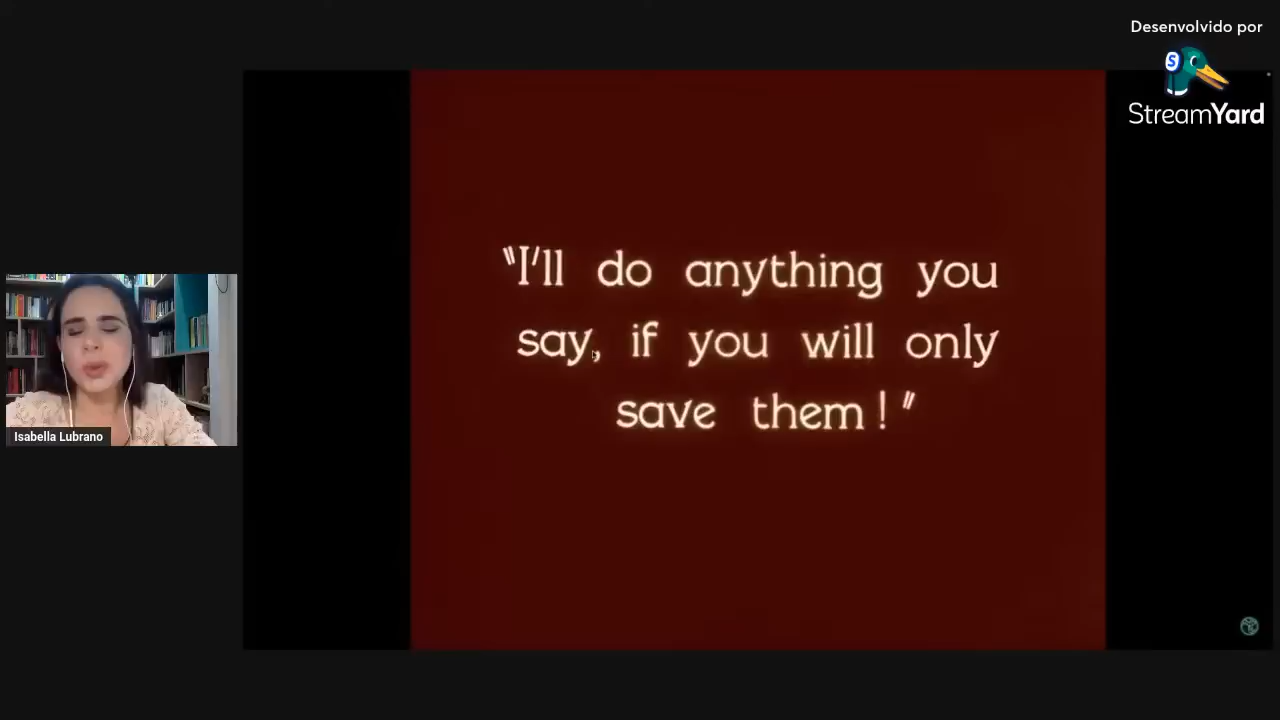 Desenvolvido por
StreamYard
"I'll do anything you
say, if you will only
save them!"
Isabella Lubrano